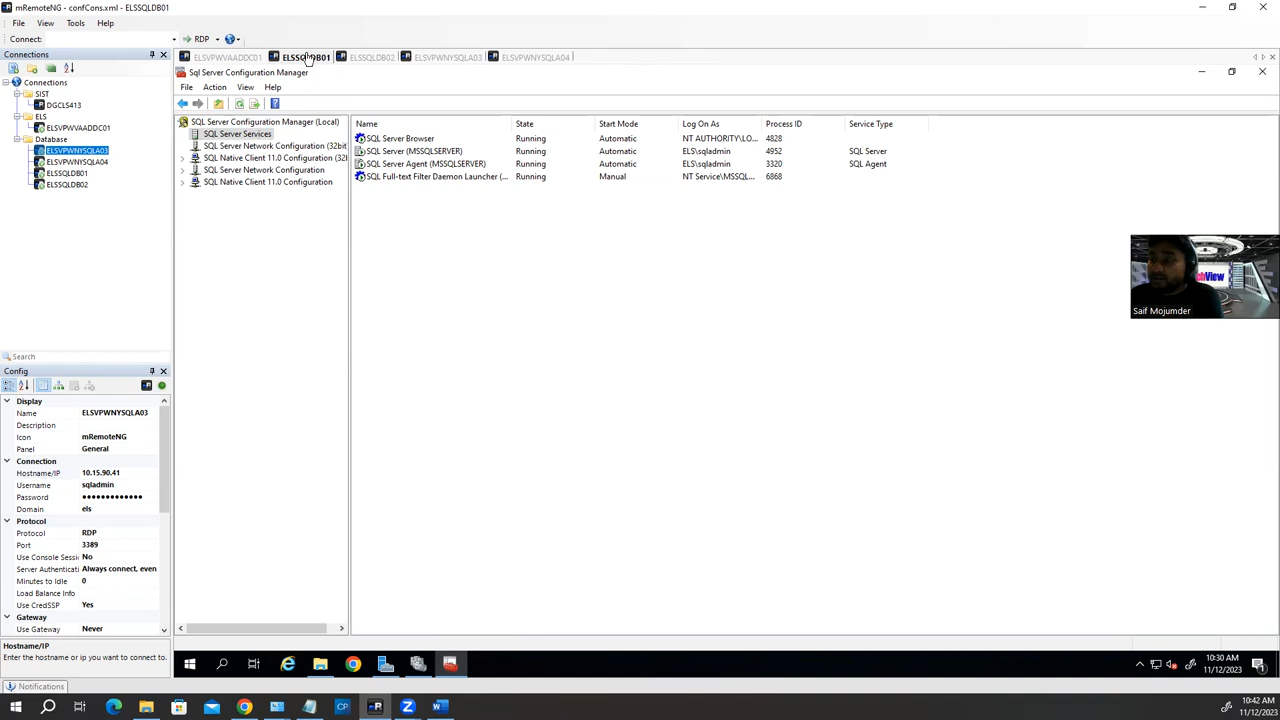 mRemoteNG - confCons.xml - ELSSQLDB01
File View Tools Help
Connect: RDP
Connections
ELSVPWVAADDC01 ELSSQLDB01 ELSSQLDB02 ELSVPWNYSQLA03 ELSVPWNYSQLA04
Sql Server Configuration Manager
File Action View Help
Connections
SIST
DGCLS413
ELS
ELSVPWVAADDC01
Database
ELSVPWNYSQLA03
ELSVPWNYSQLA04
ELSSQLDB01
ELSSQLDB02
SQL Server Configuration Manager (Local)
SQL Server Services
SQL Server Network Configuration (32bit
SQL Native Client 11.0 Configuration (32l
SQL Server Network Configuration
SQL Native Client 11.0 Configuration
Name State Start Mode Log On As Process ID Service Type
SQL Server Browser Running Automatic NT AUTHORITY\LO... 4828
SQL Server (MSSQLSERVER) Running Automatic ELS\sqladmin 4952 SQL Server
SQL Server Agent (MSSQLSERVER) Running Automatic ELS\sqladmin 3320 SQL Agent
SQL Full-text Filter Daemon Launcher (... Running Manual NT Service\MSSQL... 6868
View
Saif Mojumder
Search
Config
Display
Name ELSVPWNYSQLA03
Description
Icon mRemoteNG
Panel General
Connection
Hostname/IP 10.15.90.41
Username sqladmin
Password ●●●●●●●●●●●●●
Domain els
Protocol
Protocol RDP
Port 3389
Use Console Sessi No
Server Authenticati Always connect, even
Minutes to Idle 0
Load Balance Info
Use CredSSP Yes
Gateway
Use Gateway Never
Hostname/IP
Enter the hostname or ip you want to connect to.
Notifications
10:30 AM
11/12/2023
10:42 AM
11/12/2023